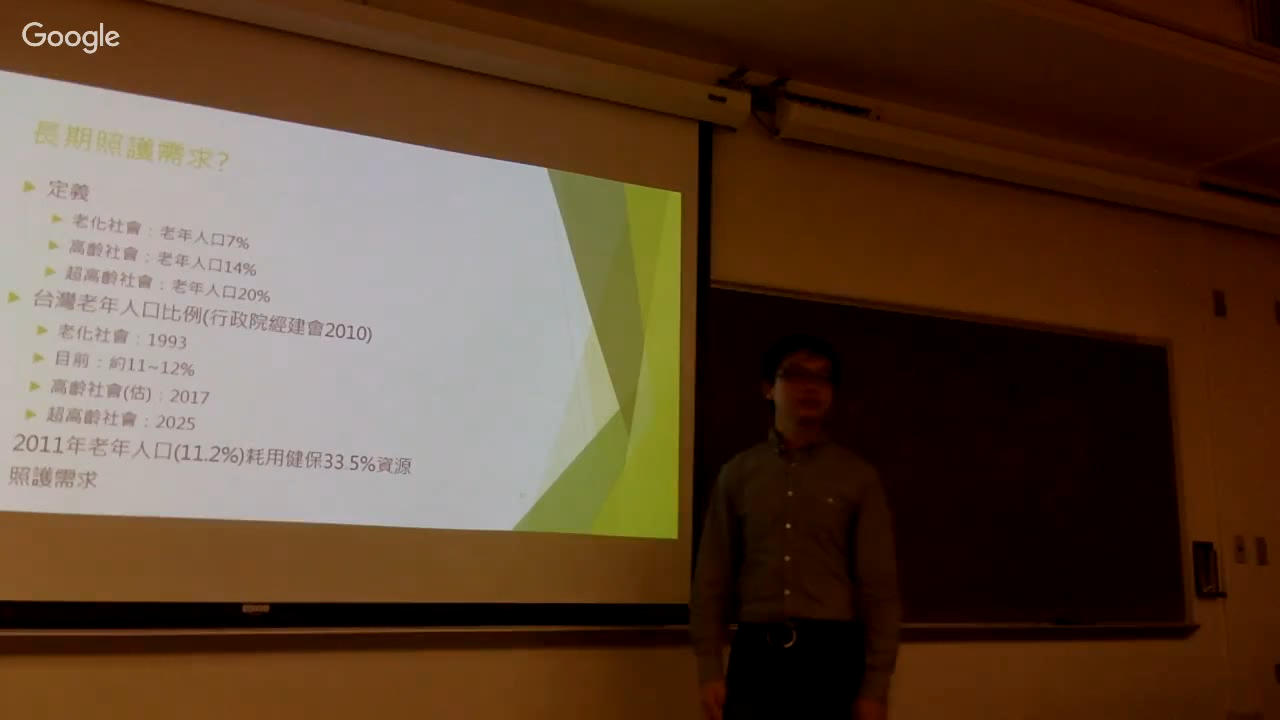 Google
長期照護需求?
定義
老化社會：老年人口7%
高齡社會：老年人口14%
超高齡社會：老年人口20%
台灣老年人口比例(行政院經建會2010)
老化社會：1993
目前：約11~12%
高齡社會(估)：2017
超高齡社會：2025
2011年老年人口(11.2%)耗用健保33.5%資源
照護需求